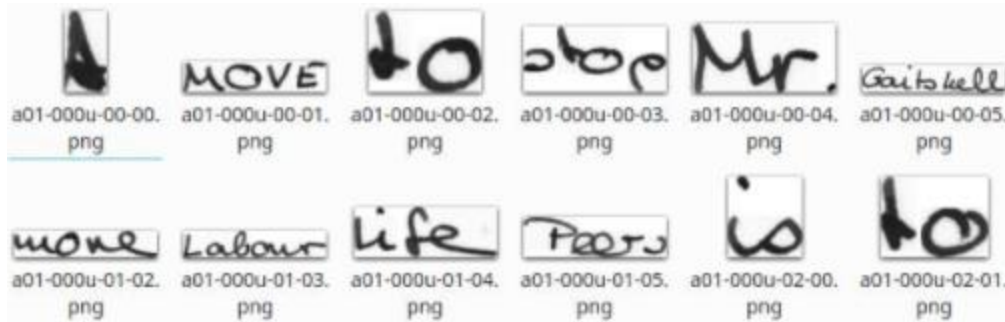 A MOVE to stop Mr. Gaitskell
a01-000u-00-00. a01-000u-00-01. a01-000u-00-02. a01-000u-00-03. a01-000u-00-04. a01-000u-00-05.
png png png png png png
more Labour life Peers is to
a01-000u-01-02. a01-000u-01-03. a01-000u-01-04. a01-000u-01-05. a01-000u-02-00. a01-000u-02-01.
png png png png png png